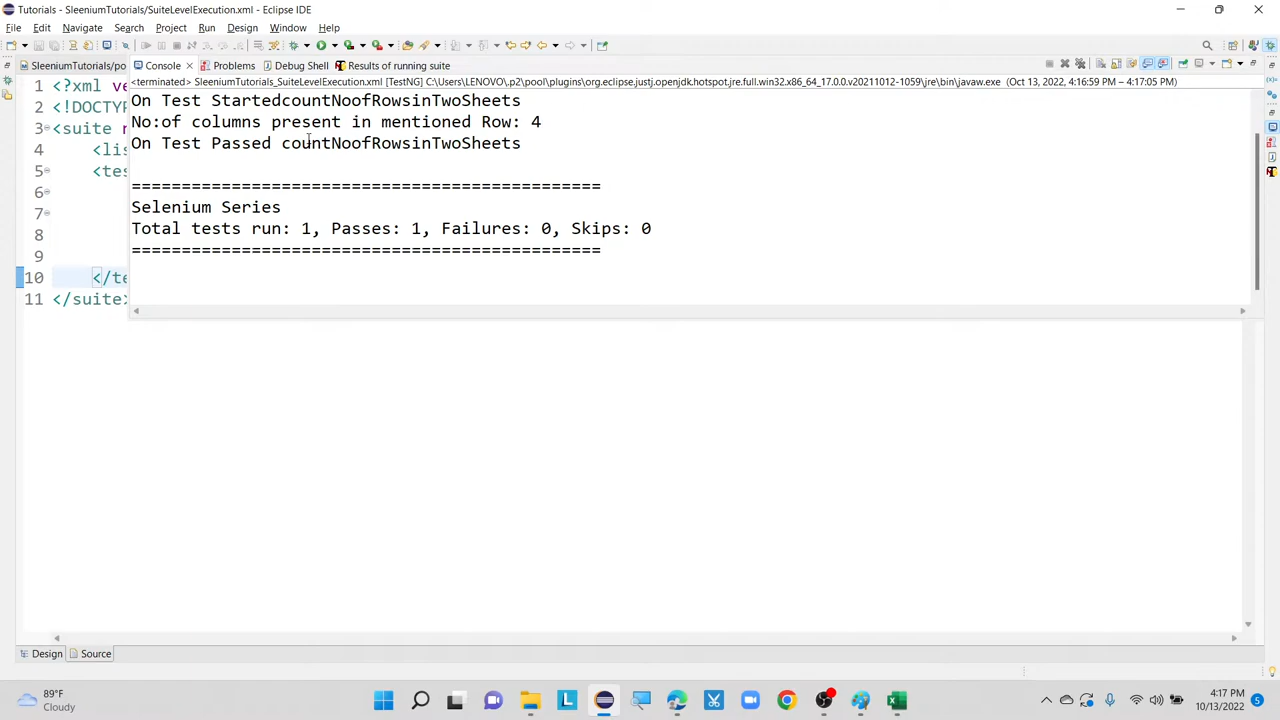 Tutorials - SleeniumTutorials/SuiteLevelExecution.xml - Eclipse IDE
File Edit Navigate Search Project Run Design Window Help
SleeniumTutorials/po Console Problems Debug Shell Results of running suite
<terminated> SleeniumTutorials_SuiteLevelExecution.xml [TestNG] C:\Users\LENOVO\.p2\pool\plugins\org.eclipse.justj.openjdk.hotspot.jre.full.win32.x86_64_17.0.0.v20211012-1059\jre\bin\javaw.exe (Oct 13, 2022, 4:16:59 PM – 4:17:05 PM)
1 <?xml ve
2 <!DOCTYP
3 <suite
4 <lis
5 <tes
6
7
8
9
10 </te
11 </suite>
On Test StartedcountNoofRowsinTwoSheets
No:of columns present in mentioned Row: 4
On Test Passed countNoofRowsinTwoSheets
===============================================
Selenium Series
Total tests run: 1, Passes: 1, Failures: 0, Skips: 0
===============================================
Design Source
89°F
Cloudy
4:17 PM
10/13/2022
5